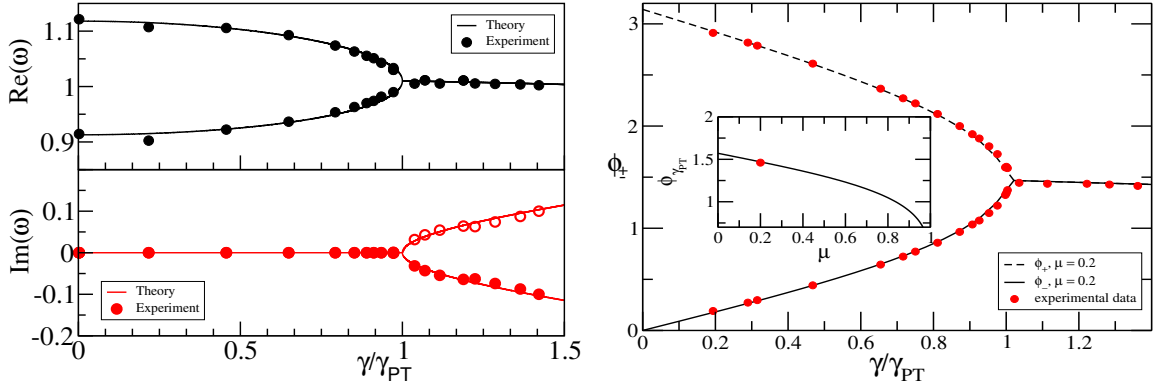 1.1
1
0.9
Re(ω)
Theory
Experiment
0.1
0
-0.1
-0.2
Im(ω)
Theory
Experiment
0 0.5 1 1.5
γ/γPT
3
2
1
0
ϕ±
2
1.5
1
ϕγPT
0 0.2 0.4 0.6 0.8 1
μ
ϕ+, μ = 0.2
ϕ−, μ = 0.2
experimental data
0 0.2 0.4 0.6 0.8 1 1.2
γ/γPT